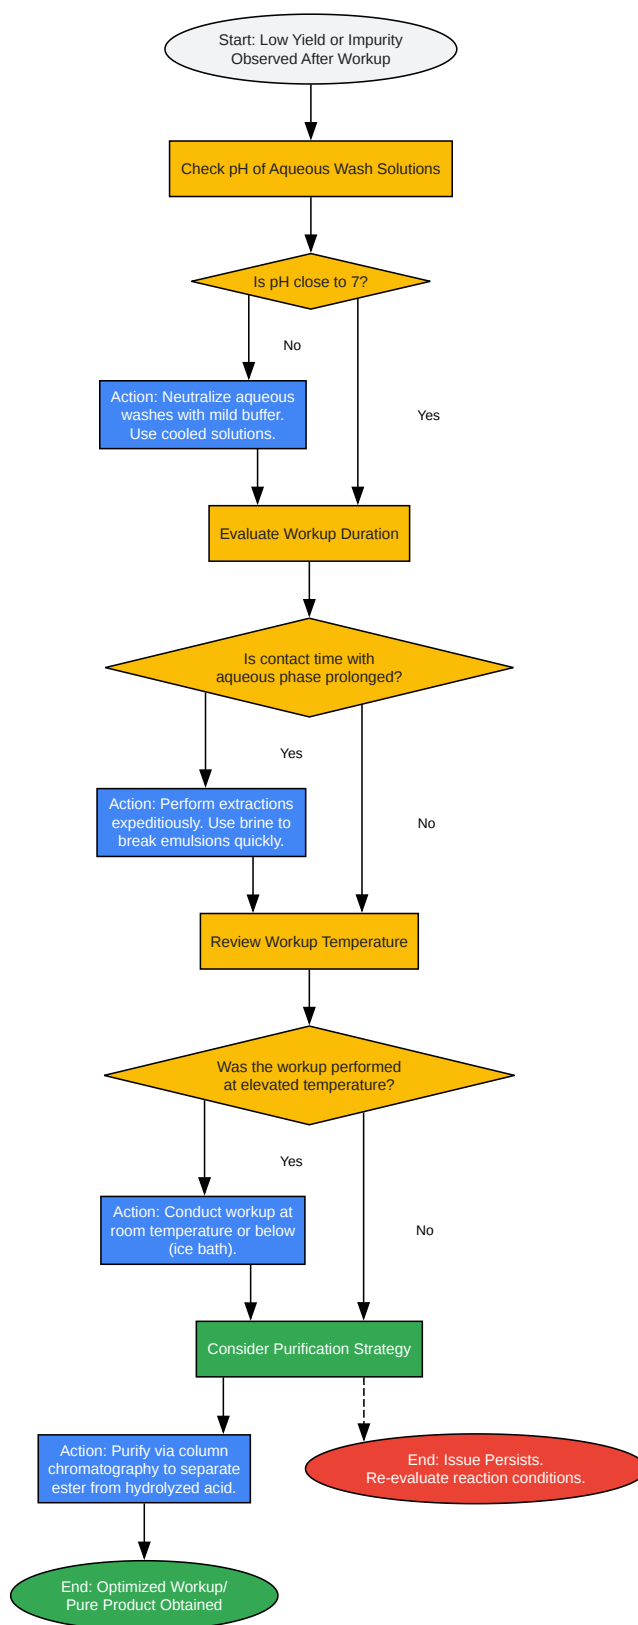 Start: Low Yield or Impurity
Observed After Workup
Check pH of Aqueous Wash Solutions
Is pH close to 7?
No
Action: Neutralize aqueous
washes with mild buffer.
Use cooled solutions.
Yes
Evaluate Workup Duration
Is contact time with
aqueous phase prolonged?
Yes
Action: Perform extractions
expeditiously. Use brine to
break emulsions quickly.
No
Review Workup Temperature
Was the workup performed
at elevated temperature?
Yes
Action: Conduct workup at
room temperature or below
(ice bath).
No
Consider Purification Strategy
Action: Purify via column
chromatography to separate
ester from hydrolyzed acid.
End: Issue Persists.
Re-evaluate reaction conditions.
End: Optimized Workup/
Pure Product Obtained